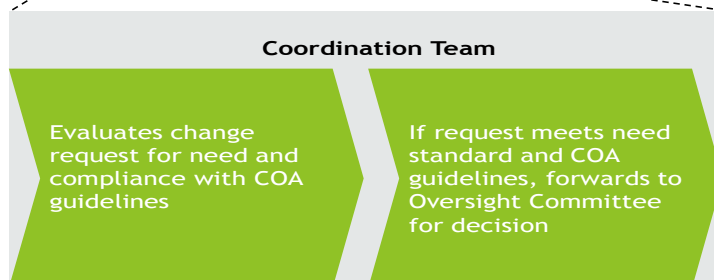 Coordination Team
Evaluates change
request for need and
compliance with COA
guidelines
If request meets need
standard and COA
guidelines, forwards to
Oversight Committee
for decision